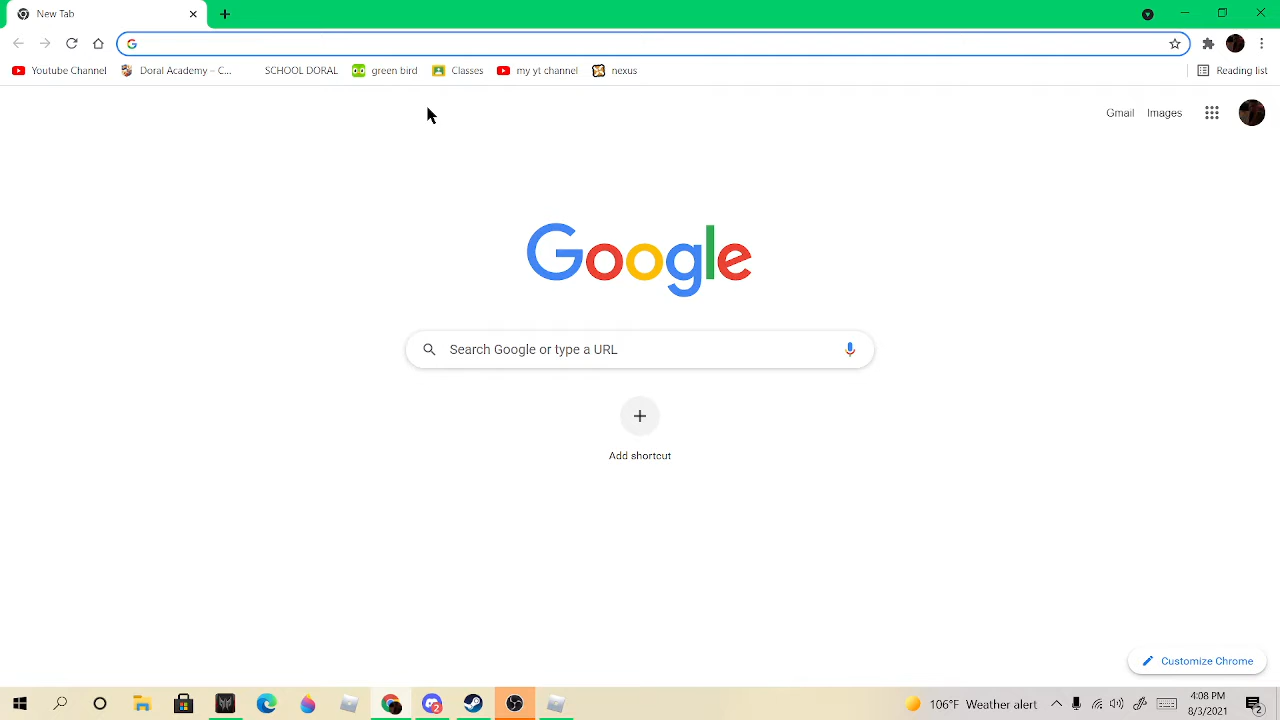 New Tab
Youtube Channel
Doral Academy – C...
SCHOOL DORAL
green bird
Classes
my yt channel
nexus
Reading list
Gmail
Images
Google
Search Google or type a URL
Add shortcut
Customize Chrome
2
106°F Weather alert
4:08 PM
8/3/2021
2